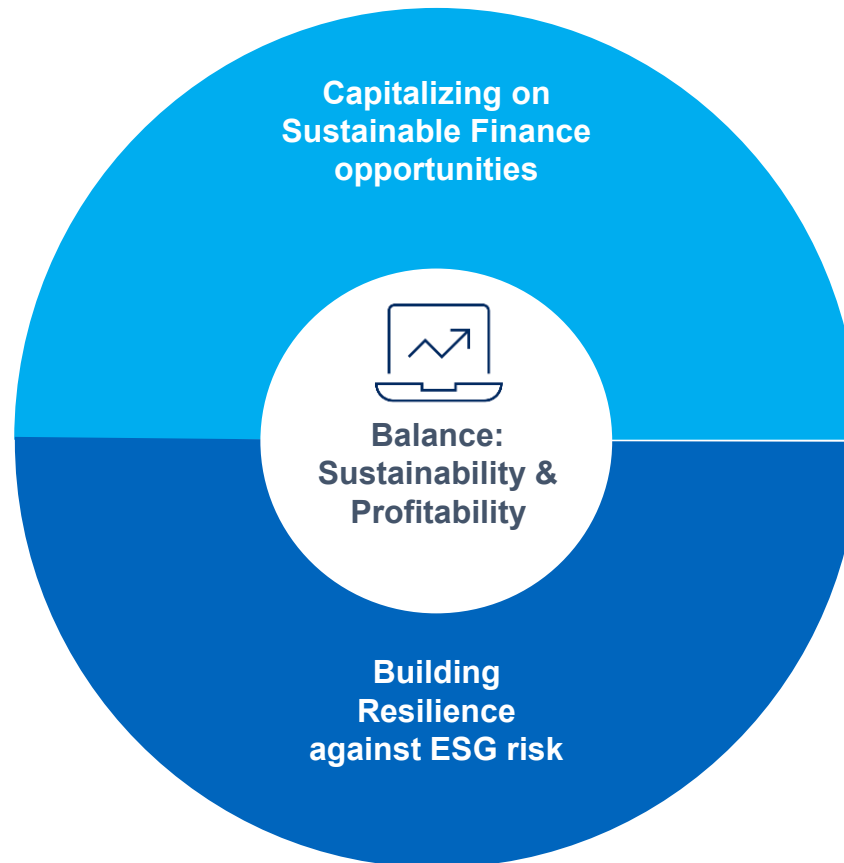 Capitalizing on
Sustainable Finance
opportunities
Balance:
Sustainability &
Profitability
Building
Resilience
against ESG risk